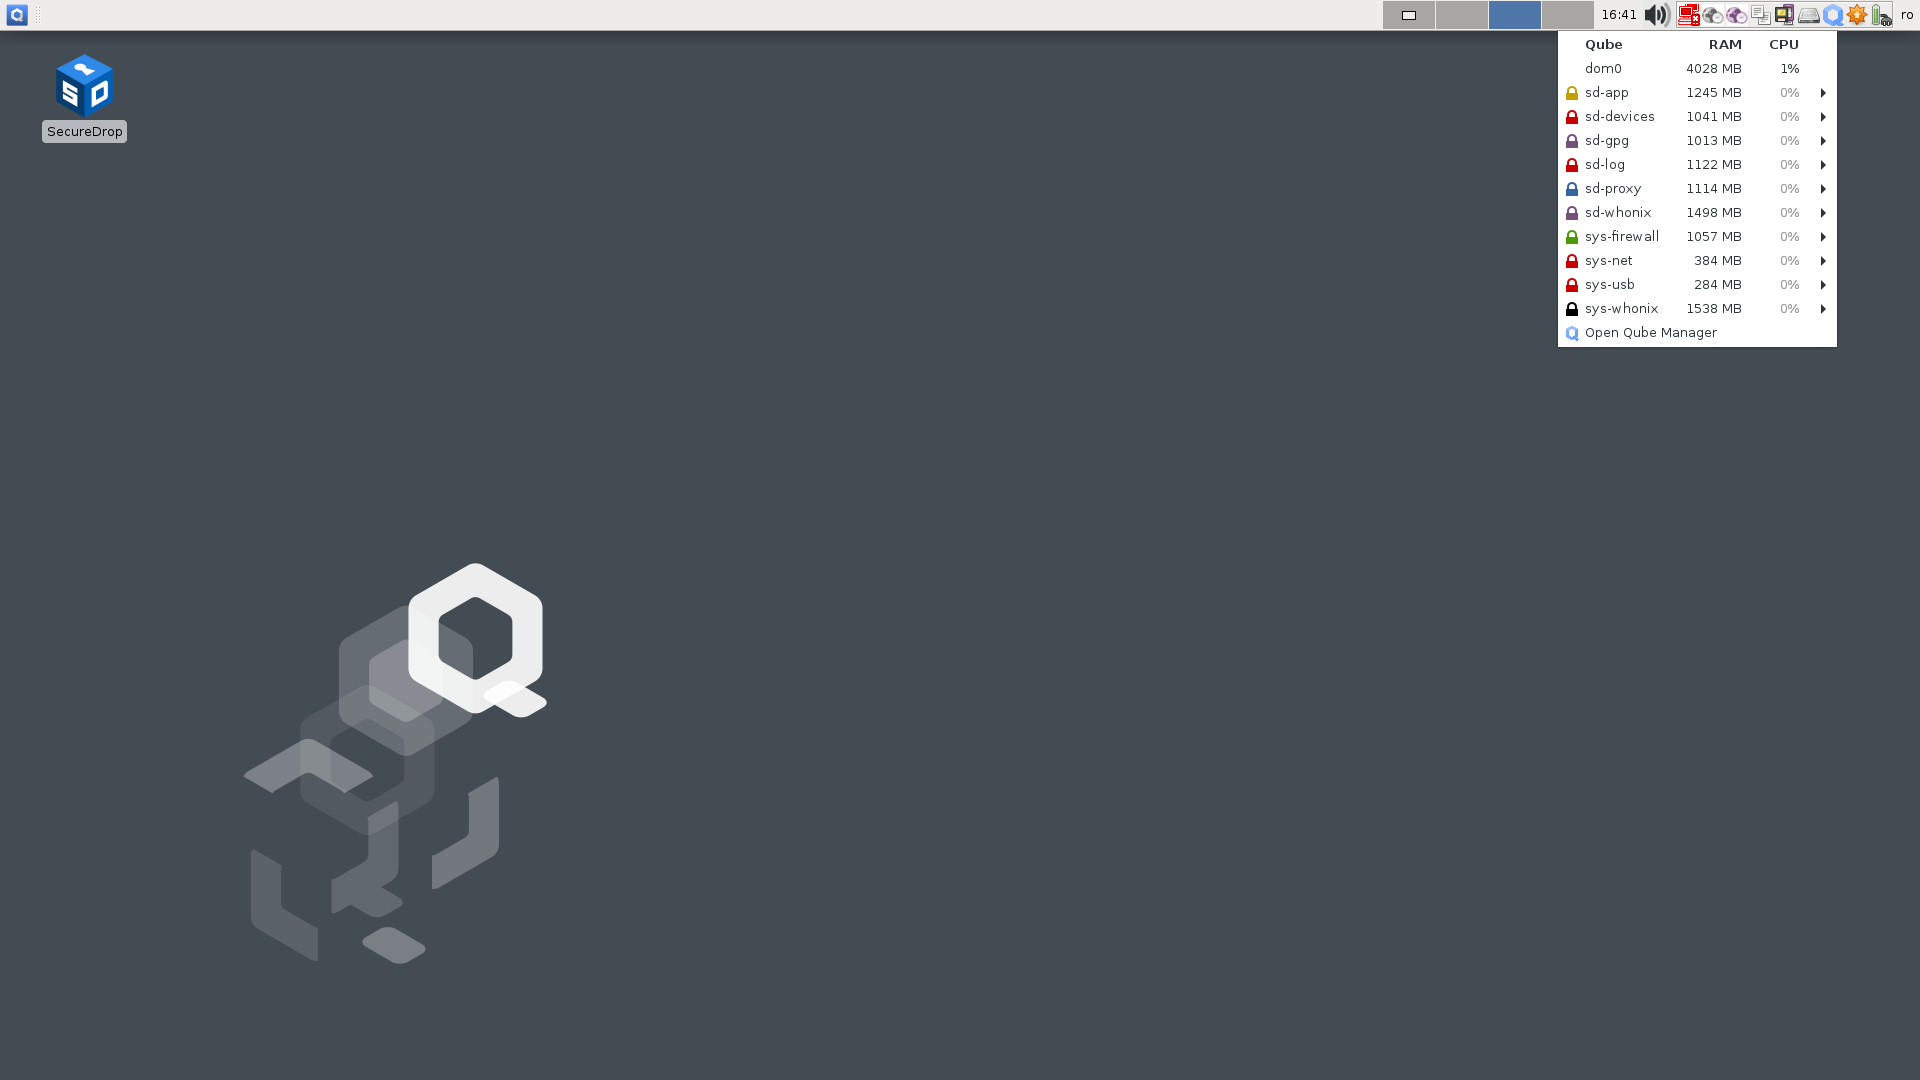 16:41 ro
SD
SecureDrop
Qube RAM CPU
dom0 4028 MB 1%
sd-app 1245 MB 0%
sd-devices 1041 MB 0%
sd-gpg 1013 MB 0%
sd-log 1122 MB 0%
sd-proxy 1114 MB 0%
sd-whonix 1498 MB 0%
sys-firewall 1057 MB 0%
sys-net 384 MB 0%
sys-usb 284 MB 0%
sys-whonix 1538 MB 0%
Open Qube Manager